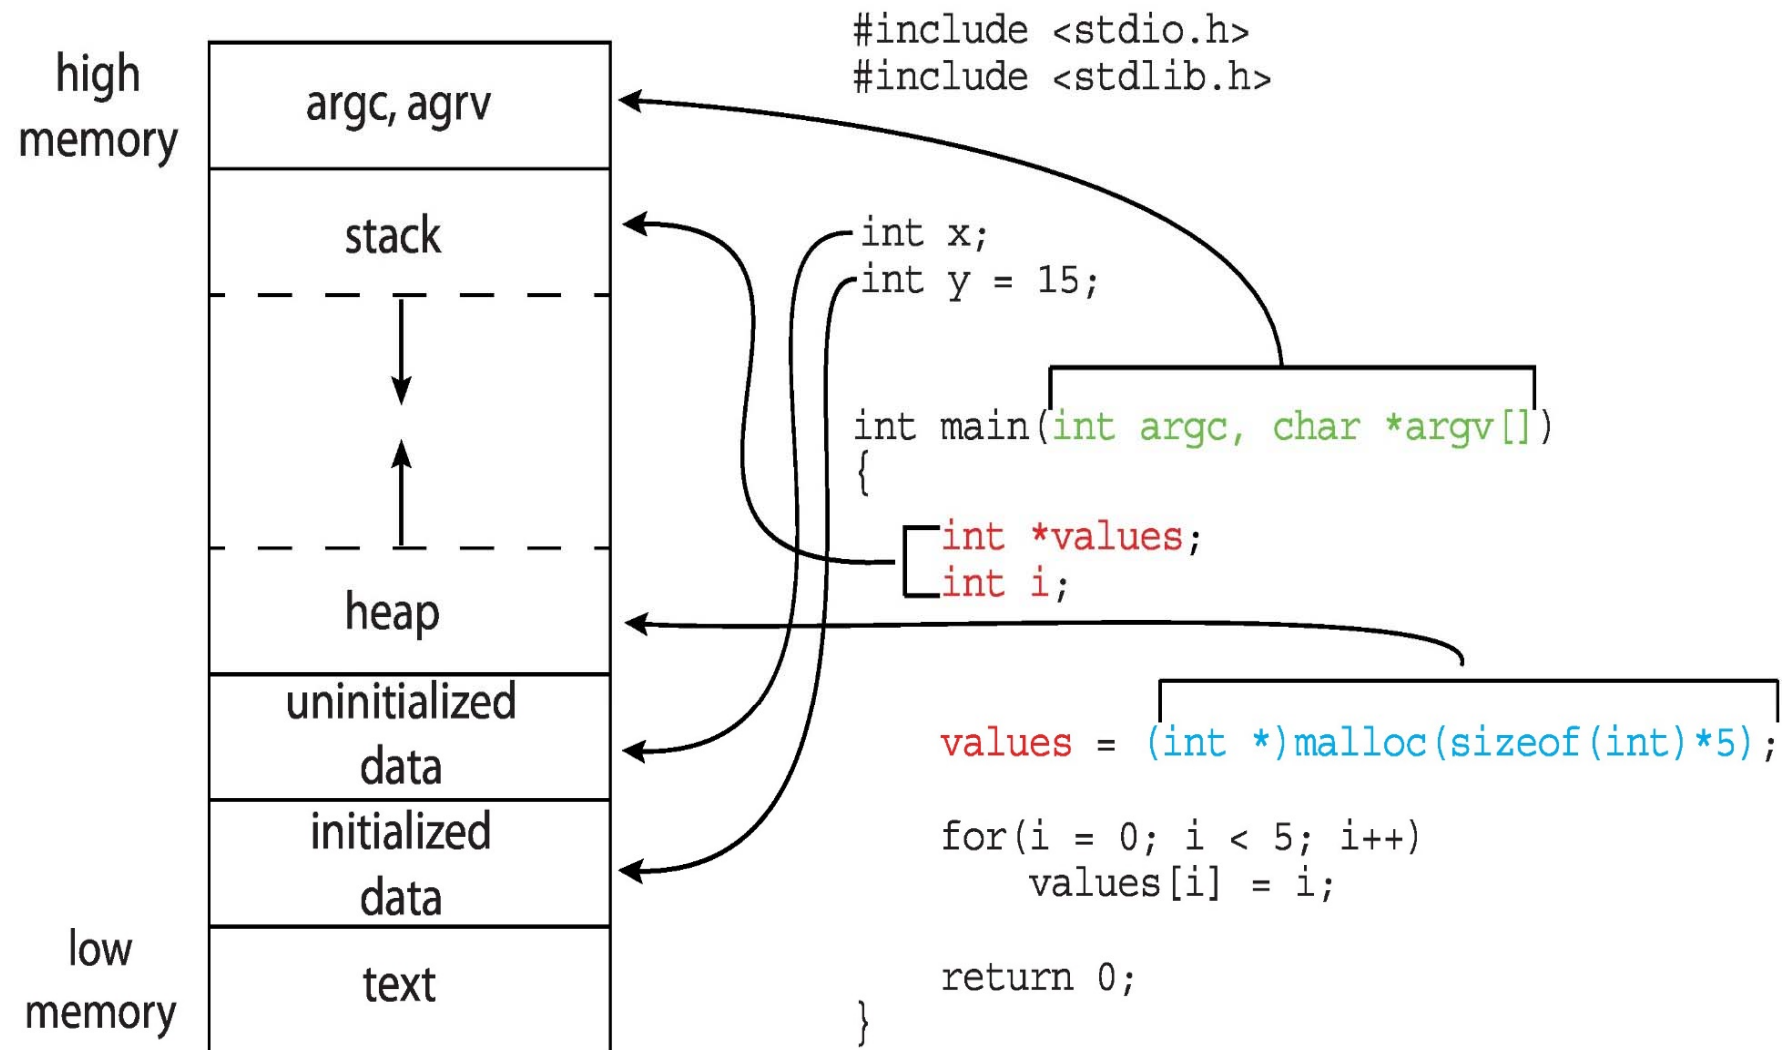 high
memory
argc, agrv
stack
heap
uninitialized
data
initialized
data
low
memory
text
#include <stdio.h>
#include <stdlib.h>
int x;
int y = 15;
int main(int argc, char *argv[])
{
int *values;
int i;
values = (int *)malloc(sizeof(int)*5);
for(i = 0; i < 5; i++)
values[i] = i;
return 0;
}